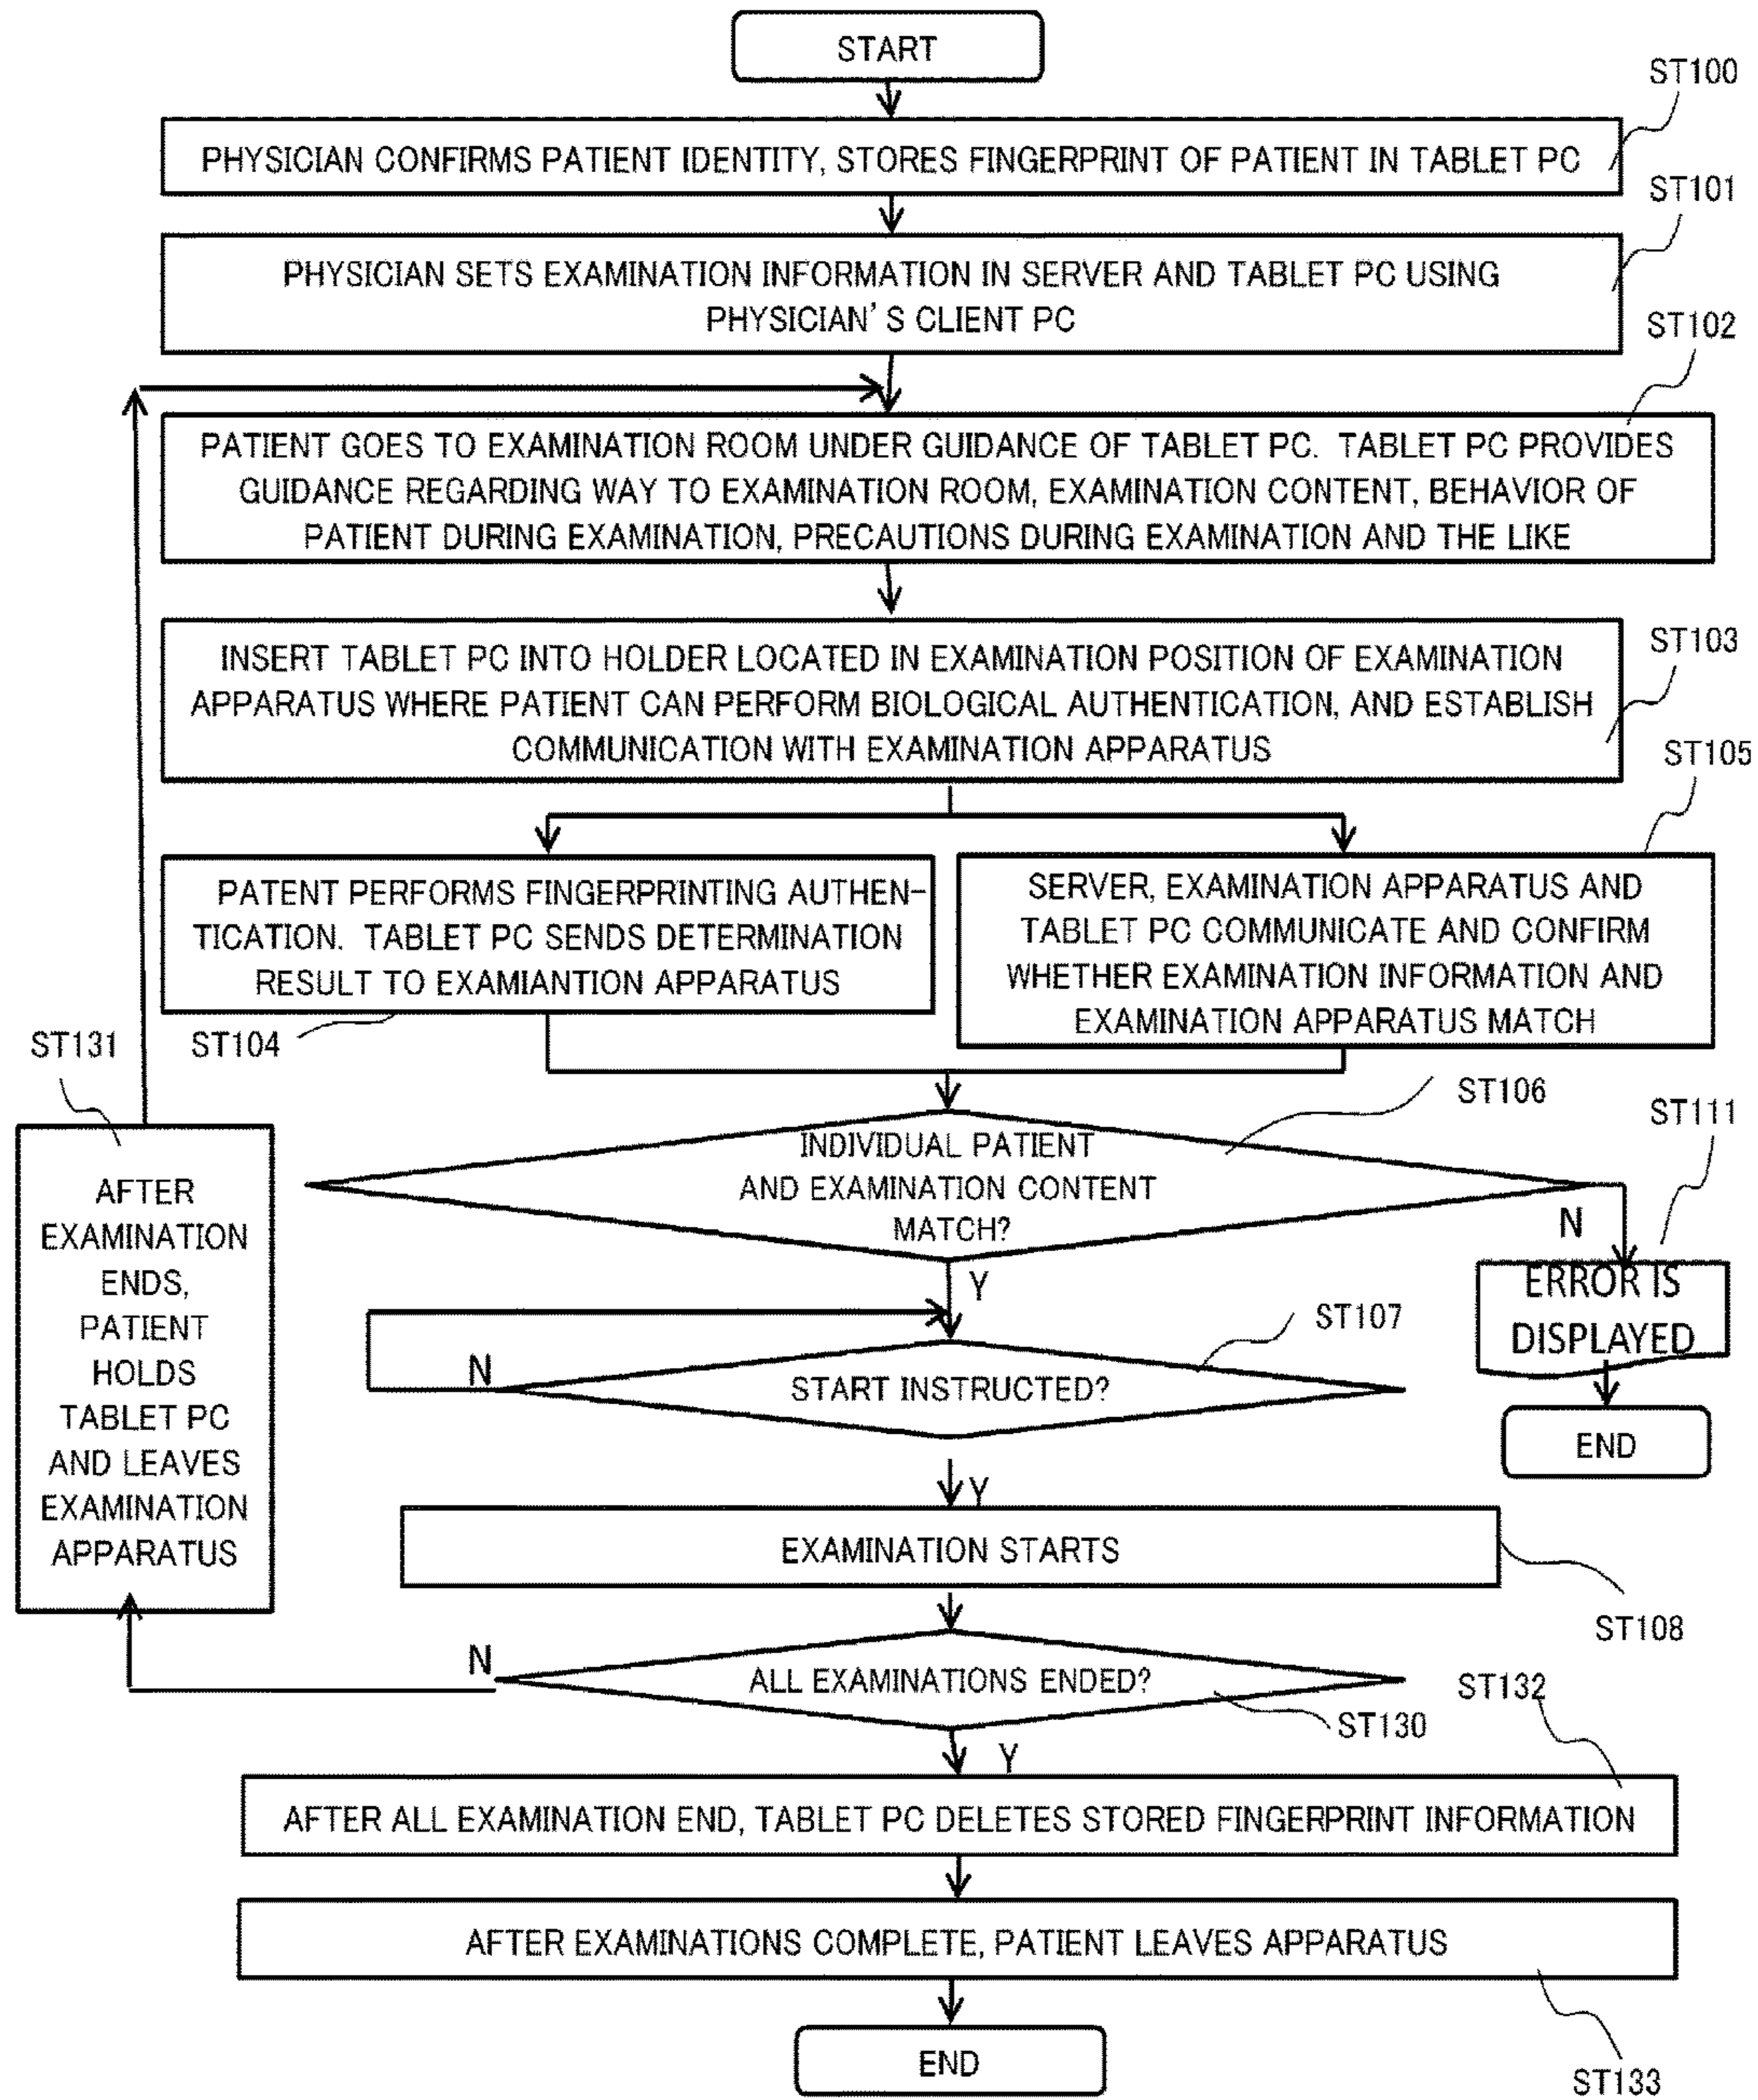 START
ST100
PHYSICIAN CONFIRMS PATIENT IDENTITY, STORES FINGERPRINT OF PATIENT IN TABLET PC
ST101
PHYSICIAN SETS EXAMINATION INFORMATION IN SERVER AND TABLET PC USING
PHYSICIAN'S CLIENT PC
ST102
PATIENT GOES TO EXAMINATION ROOM UNDER GUIDANCE OF TABLET PC. TABLET PC PROVIDES
GUIDANCE REGARDING WAY TO EXAMINATION ROOM, EXAMINATION CONTENT, BEHAVIOR OF
PATIENT DURING EXAMINATION, PRECAUTIONS DURING EXAMINATION AND THE LIKE
ST103
INSERT TABLET PC INTO HOLDER LOCATED IN EXAMINATION POSITION OF EXAMINATION
APPARATUS WHERE PATIENT CAN PERFORM BIOLOGICAL AUTHENTICATION, AND ESTABLISH
COMMUNICATION WITH EXAMINATION APPARATUS
ST105
PATENT PERFORMS FINGERPRINTING AUTHEN-
TICATION. TABLET PC SENDS DETERMINATION
RESULT TO EXAMIANTION APPARATUS
ST104
SERVER, EXAMINATION APPARATUS AND
TABLET PC COMMUNICATE AND CONFIRM
WHETHER EXAMINATION INFORMATION AND
EXAMINATION APPARATUS MATCH
ST131
ST106
ST111
INDIVIDUAL PATIENT
AND EXAMINATION CONTENT
MATCH?
N
Y
ERROR IS
DISPLAYED
END
AFTER
EXAMINATION
ENDS,
PATIENT
HOLDS
TABLET PC
AND LEAVES
EXAMINATION
APPARATUS
ST107
N
START INSTRUCTED?
Y
EXAMINATION STARTS
ST108
N
ALL EXAMINATIONS ENDED?
ST130
ST132
Y
AFTER ALL EXAMINATION END, TABLET PC DELETES STORED FINGERPRINT INFORMATION
AFTER EXAMINATIONS COMPLETE, PATIENT LEAVES APPARATUS
END
ST133